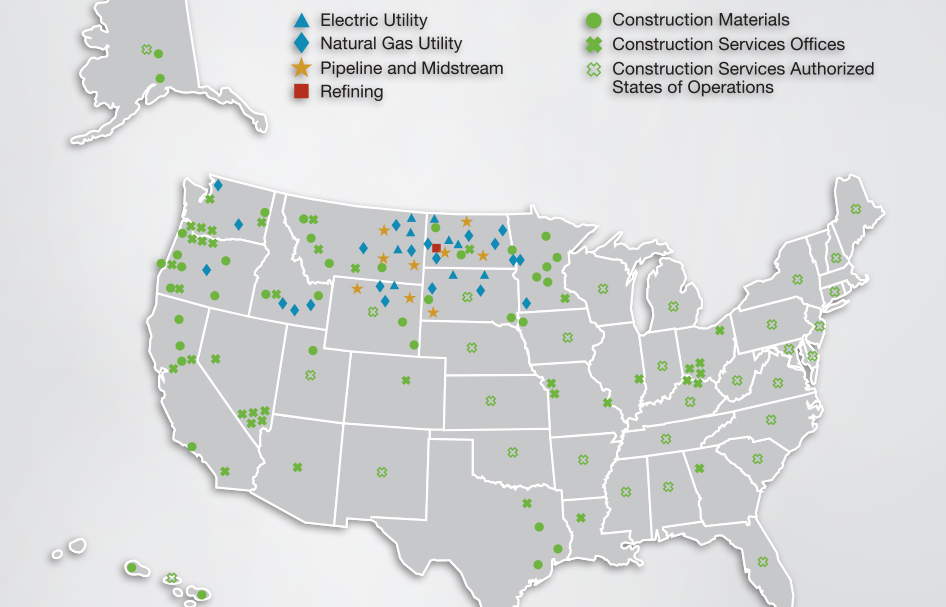 Electric Utility
Natural Gas Utility
Pipeline and Midstream
Refining
Construction Materials
Construction Services Offices
Construction Services Authorized
States of Operations